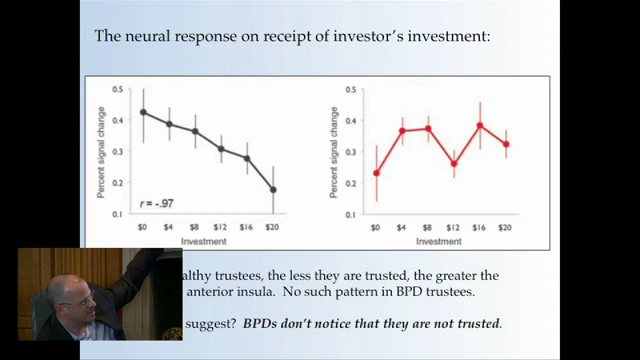 The neural response on receipt of investor's investment:
0.5 0.5
0.4 0.4
0.3 0.3
0.2 0.2
0.1 0.1
Percent signal change
Percent signal change
r = -.97
$0 $4 $8 $12 $16 $20
$0 $4 $8 $12 $16 $20
Investment
Investment
althy trustees, the less they are trusted, the greater the
anterior insula. No such pattern in BPD trustees.
suggest? BPDs don't notice that they are not trusted.